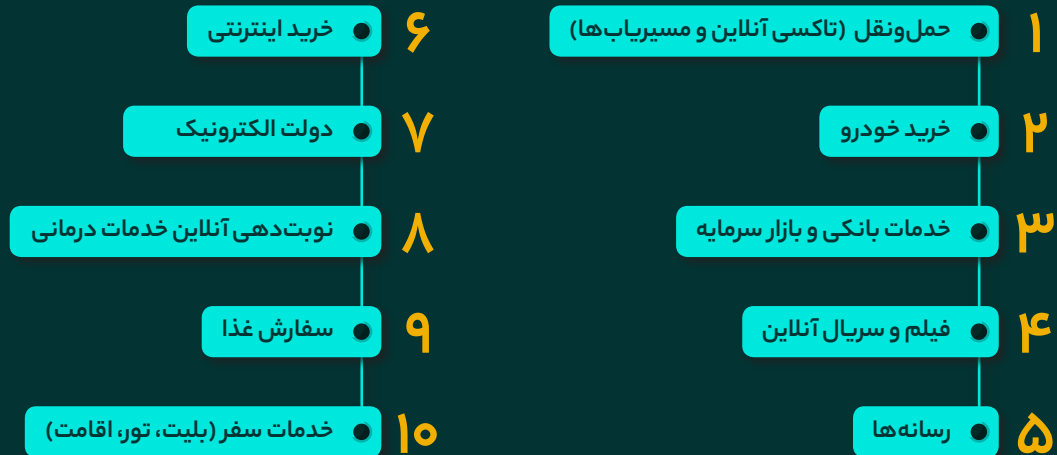 ۱ حمل‌ونقل (تاکسی آنلاین و مسیریاب‌ها)
۲ خرید خودرو
۳ خدمات بانکی و بازار سرمایه
۴ فیلم و سریال آنلاین
۵ رسانه‌ها
۶ خرید اینترنتی
۷ دولت الکترونیک
۸ نوبت‌دهی آنلاین خدمات درمانی
۹ سفارش غذا
۱۰ خدمات سفر (بلیت، تور، اقامت)